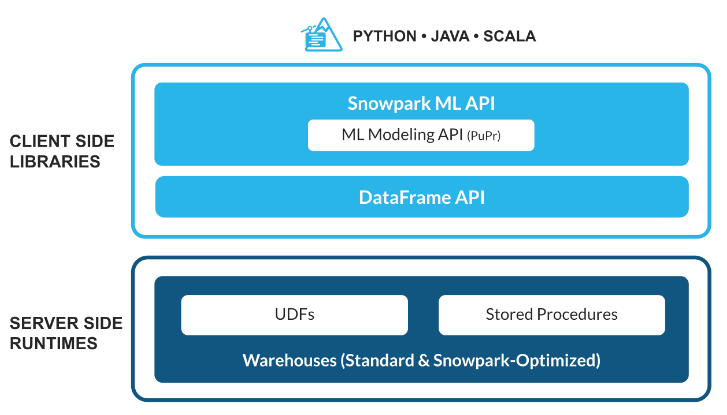 PYTHON • JAVA • SCALA
CLIENT SIDE
LIBRARIES
Snowpark ML API
ML Modeling API (PuPr)
DataFrame API
SERVER SIDE
RUNTIMES
UDFs
Stored Procedures
Warehouses (Standard & Snowpark-Optimized)